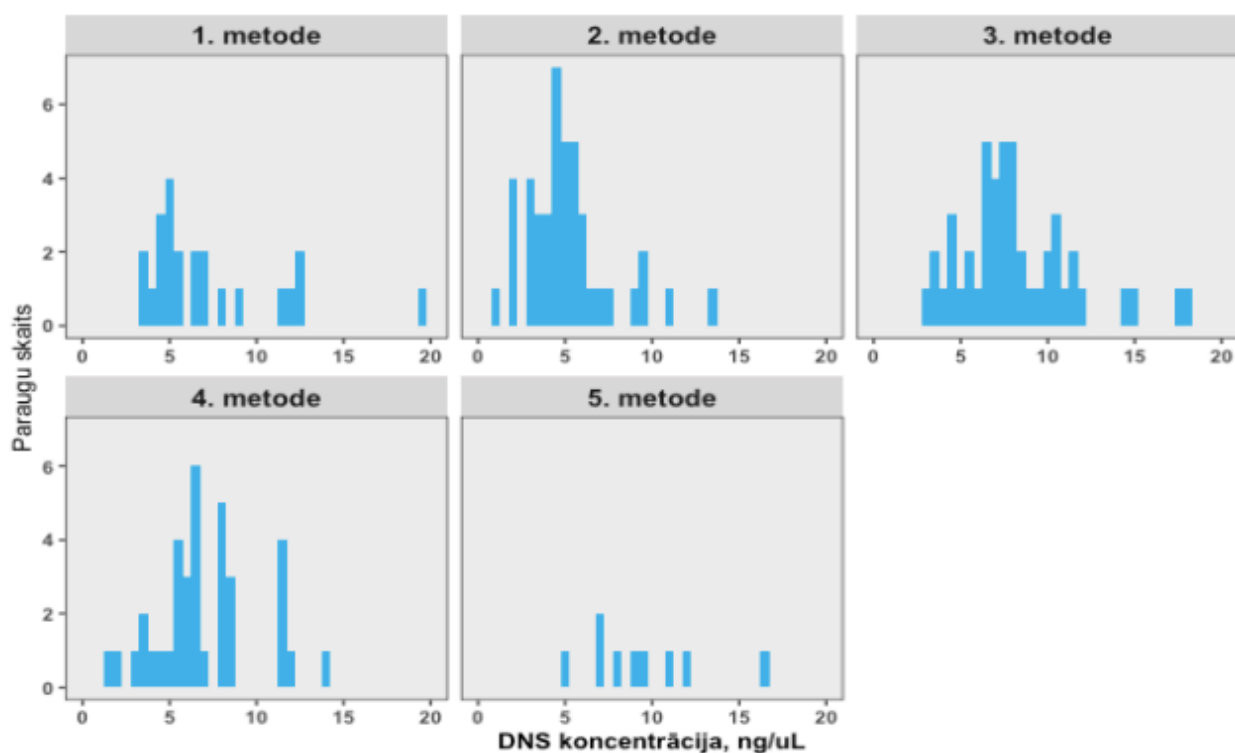 1. metode
2. metode
3. metode
6
4
2
0
0 5 10 15 20
0 5 10 15 20
0 5 10 15 20
Paraugu skaits
4. metode
5. metode
6
4
2
0
0 5 10 15 20
0 5 10 15 20
DNS koncentrācija, ng/uL